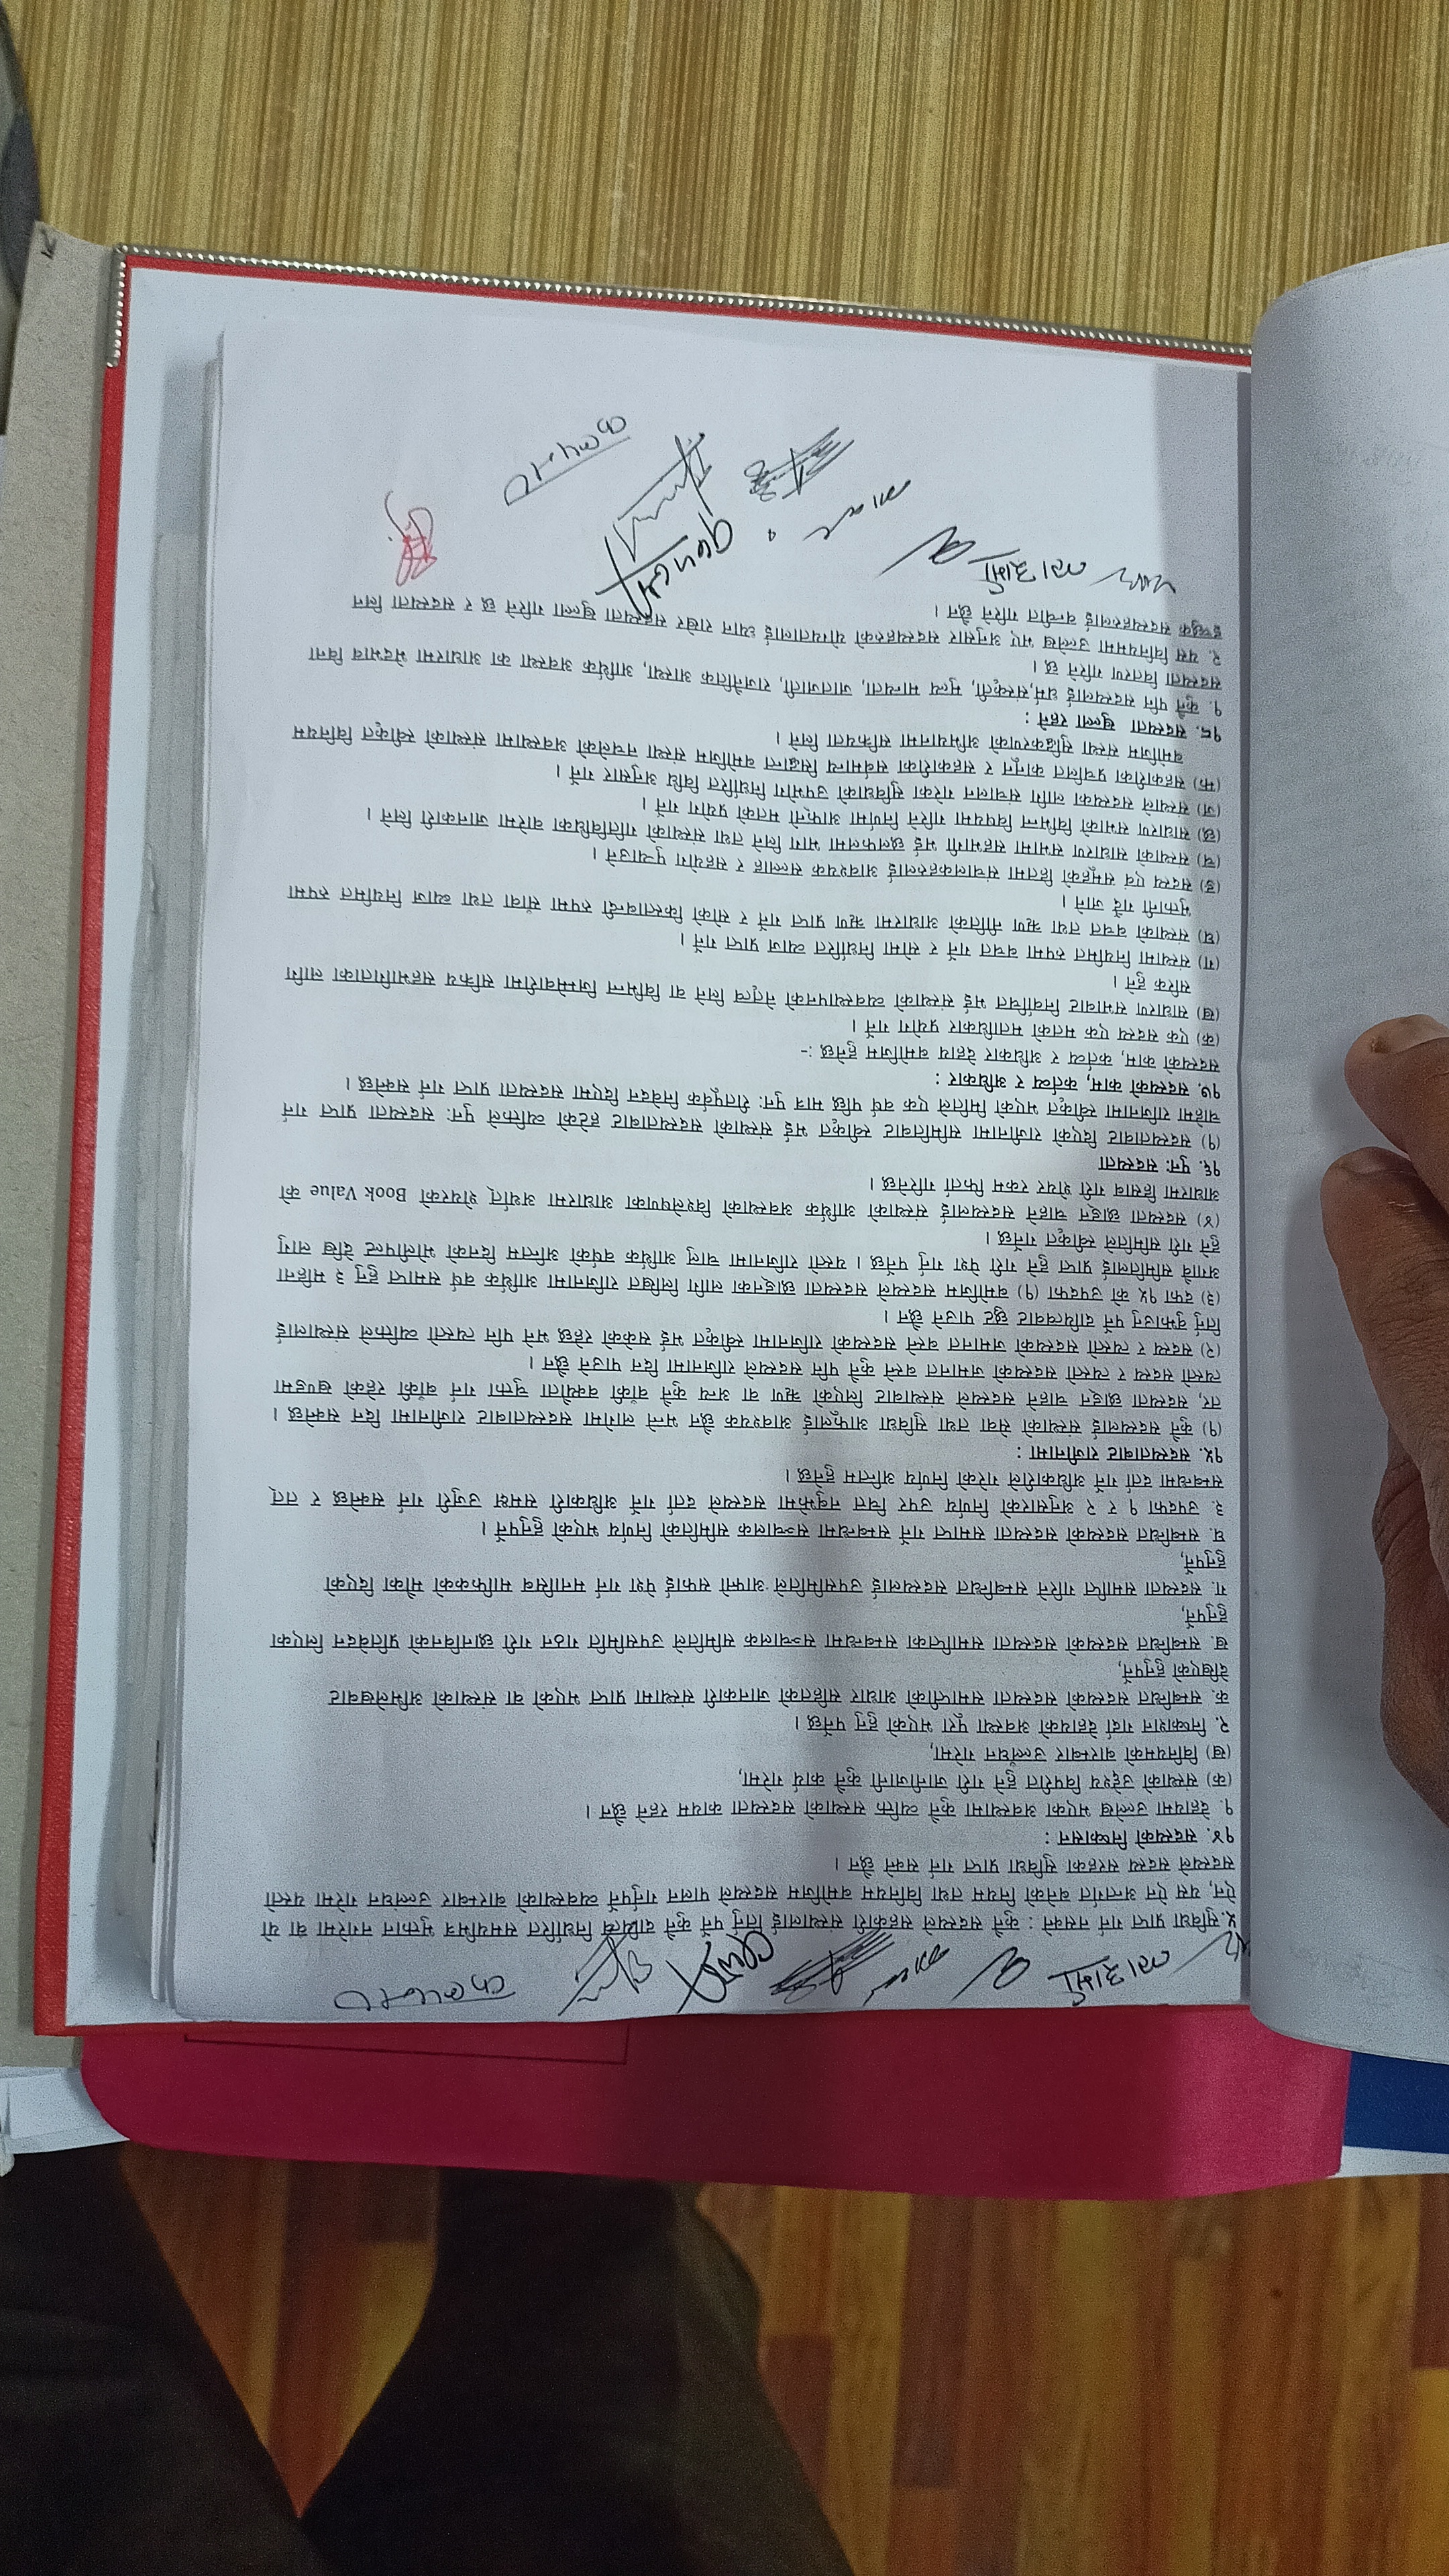 ला शर्मा
कल्पना
५.सुविधा प्राप्त गर्न नसक्ने : कुनै सदस्यले सहकारी संस्थालाई तिर्नु पर्ने कुनै दायित्व निर्धारित समयभित्र भुक्तान नगरेमा वा यो
ऐन, यस ऐन अन्तर्गत बनेको नियम तथा विनियम बमोजिम सदस्यले पालन गर्नुपर्ने व्यवस्थाको बारम्बार उल्लंघन गरेमा यस्तो
सदस्यले सदस्य सरहका सुविधा प्राप्त गर्न सक्ने छैन ।
१४. सदस्यको निष्कासन :
१. देहायमा उल्लेख भएका अवस्थामा कुनै व्यक्ति सस्थाको सदस्यता कायम रहने छैन ।
(क) संस्थाको उद्देश्य विपरीत हुने गरी जानीजानी कुनै कार्य गरेमा,
(ख) विनियमको बारम्बार उल्लँघन गरेमा,
२. निष्काशन गर्दा देहायको अवस्था पूरा भएको हुनु पर्नेछ ।
क. सम्बन्धित सदस्यको सदस्यता समाप्तीको आधार सहितको जानकारी संस्थामा प्राप्त भएको वा संस्थाको अभिलेखबाट
देखिएको हुनुपर्ने,
ख. सम्बन्धित सदस्यको सदस्यता समाप्तिका सम्बन्धमा सञ्चालक समितिले उपसमिति गठन गरी छानविनको प्रतिवेदन लिएका
हुनुपर्ने,
ग. सदस्यता समाप्ति गरिने सम्बन्धित सदस्यलाई उपसमितिले आफ्नो सफाई पेश गर्न मनासिब माफिकको मौका दिएको
हुनुपर्ने,
घ. सम्बन्धित सदस्यको सदस्यता समाप्त गर्ने सम्बन्धमा सञ्चालक समितिको निर्णय भएको हुनुपर्ने ।
३. उपदफा १ र २ अनुसारको निर्णय उपर चित्त नबुझेमा सदस्यले दर्ता गर्ने अधिकारी समक्ष उजुरी गर्न सक्नेछ र तत्
सम्बन्धमा दर्ता गर्ने अधिकारीले गरेको निर्णय अन्तिम हुनेछ ।
१५. सदस्यताबाट राजीनामा :
(१) कुनै सदस्यलाई संस्थाको सेवा तथा सुविधा आफूलाई आवश्यक छैन भन्ने लागेमा सदस्यताबाट राजीनामा दिन सक्नेछ ।
तर, सदस्यता छाड्न चाहने सदस्यले संस्थाबाट लिएको ऋण वा अन्य कुनै वाँकी वक्यौता चुक्ता गर्न बाँकी रहेको खण्डमा
त्यस्तो सदस्य र त्यस्तो सदस्यको जमानत बस्ने कुनै पनि सदस्यले राजिनामा दिन पाउने छैन ।
(२) सदस्य र त्यस्तो सदस्यको जमानत बस्ने सदस्यको राजिनामा स्वीकृत भई सकेको रहेछ भने पनि त्यस्तो व्यक्तिले संस्थालाई
तिर्नु वुझाउनु पर्ने दायित्ववाट छुट पाउने छैन ।
(३) दफा १५ को उपदफा (१) बमोजिम सदस्यले सदस्यता छाड्नका लागि लिखित राजिनामा आर्थिक वर्ष समाप्त हुनु ३ महिना
अगावै समितिलाई प्राप्त हुने गरी पेश गर्नु पर्नेछ । यस्तो राजिनामा चालु आर्थिक वर्षको अन्तिम दिनको भोलीपल्ट देखि लागु
हुने गरी समितिले स्वीकृत गर्नेछ ।
(४) सदस्यता छाड्न चाहने सदस्यलाई संस्थाको आर्थिक अवस्थाको विश्लेषणका आधारमा अर्थात् शेयरको Book Value को
आधारमा हिसाब गरी शेयर रकम फिर्ता गरिनेछ ।
१६. पुनः सदस्यता
(१) सदस्यतावाट दिएको राजीनामा समितिबाट स्वीकृत भई संस्थाको सदस्यताबाट हटेको व्यक्तिले पुनः सदस्यता प्राप्त गर्न
चाहेमा राजिनामा स्वीकृत भएको मितिले एक वर्ष पछि मात्र पुनः रीतपूर्वक निवेदन दिएमा सदस्यता प्राप्त गर्न सक्नेछ ।
१७. सदस्यको काम, कर्तव्य र अधिकार :
सदस्यको काम, कर्तव्य र अधिकार देहाय बमोजिम हुनेछ :-
(क) एक सदस्य एक मतको मताधिकार प्रयोग गर्ने ।
(ख) साधारण सभाबाट निर्वाचित भई संस्थाको व्यवस्थापनको नेतृत्व लिने वा विभिन्न जिम्मेवारीमा सक्रिय सहभागिताका लागि
सरिक हुने ।
(ग) संस्थामा नियमित रुपमा बचत गर्ने र सोमा निर्धारित व्याज प्राप्त गर्ने ।
(घ) संस्थाको बचत तथा ऋण नीतिको आधारमा ऋण प्राप्त गर्ने र सोको किस्ताबन्दी रुपमा साँवा तथा ब्याज नियमित रुपमा
भुक्तानी गर्दै जाने ।
(ङ) सदस्य एवं समूहको हितमा संचालकहरुलाई आवश्यक सल्लाह र सहयोग पुर्‍याउने ।
(च) संस्थाको साधारण सभामा सहभागी भई छलफलमा भाग लिने तथा संस्थाको गतिविधिका वारेमा जानकारी लिने ।
(छ) साधारण सभाको विभिन्न विषयमा गरिने निर्णमा आफ्‍नो मतको प्रयोग गर्ने ।
(ज) संस्थाले सदस्यका लागि संचालन गरेका सुविधाको उपभोग निर्धारित विधि अनुसार गर्ने ।
(झ) सहकारीका प्रचलित कानून र सहकारीका सर्बमान्य सिद्धान्त बमोजिम संस्था नचलेको अवस्थामा संस्थाको स्वीकृत विनियम
बमोजिम संस्था सुद्धिकरणको अभियानमा सक्रियता लिने ।
१८. सदस्यता खुल्ला रहने :
१. कुनै पनि सदस्यलाई धर्म,संस्कृती, मुल्य मान्यता, जातजाती, राजनैतिक आस्था, आर्थिक अवस्था का आधारमा भेदभाव विना
सदस्यता वितरण गरिने छ ।
२. यस विनियममा उल्लेख भए अनुसार सदस्यहरुको योग्यतालाई ध्यान राखेर सदस्यता खुल्ला गरिने छ र सदस्यता लिन
इच्छुक सदस्यहरुलाई वन्चीत गरिने छैन ।
ला शर्मा
कल्पना